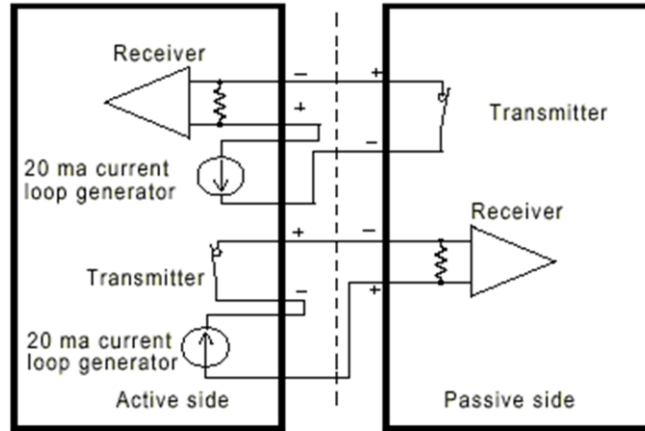 Receiver
− +
+
Transmitter
−
20 ma current
loop generator
Receiver
+ −
Transmitter
− +
20 ma current
loop generator
Active side
Passive side